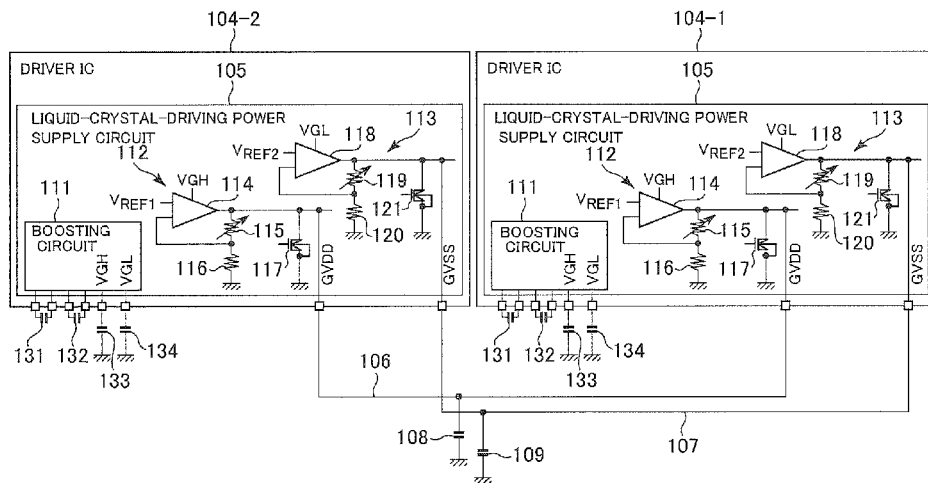 104-2
104-1
DRIVER IC
105
DRIVER IC
105
LIQUID-CRYSTAL-DRIVING POWER
SUPPLY CIRCUIT
VGL
118
113
VREF2
112
VGH
114
119
VREF1
111
121
115
120
BOOSTING
CIRCUIT
116
117
VGH
VGL
GVDD
GVSS
131
132
133
134
LIQUID-CRYSTAL-DRIVING POWER
SUPPLY CIRCUIT
VGL
118
113
VREF2
112
VGH
114
119
VREF1
111
121
115
120
BOOSTING
CIRCUIT
116
117
VGH
VGL
GVDD
GVSS
131
132
133
134
106
107
108
109